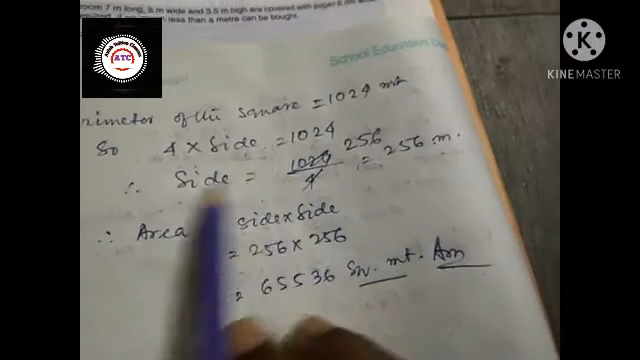 room 7 m long, 5 m wide and 3.5 m high are covered with paper
less than a metre can be bought.
School Education
ATC
KINEMASTER
rimeter of the square = 1024 mt
So 4 × Side = 1024
∴ Side = 1024/4 256 = 256 m.
∴ Area side×Side
= 256 × 256
= 65536 Sq. mt. Ans